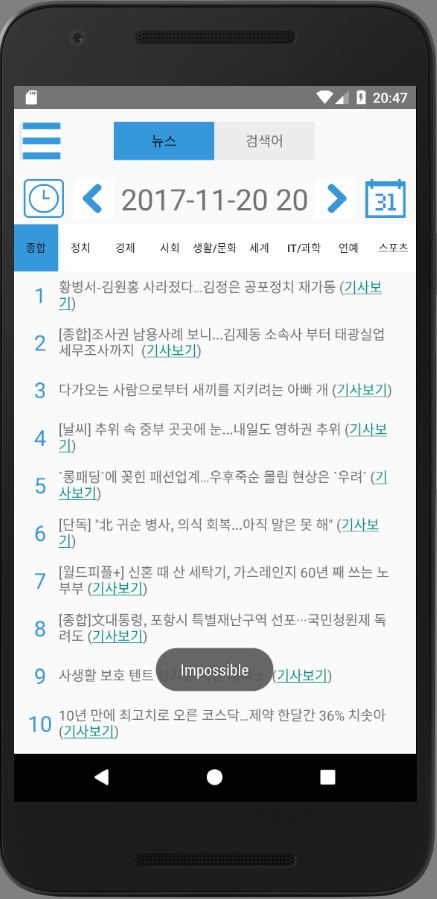 20:47
뉴스
검색어
2017-11-20 20
31
종합 정치 경제 사회 생활/문화 세계 IT/과학 연예 스포츠
1 황병서-김원홍 사라졌다…김정은 공포정치 재가동 (기사보
기)
2 [종합]조사권 남용사례 보니...김제동 소속사 부터 태광실업
세무조사까지 (기사보기)
3 다가오는 사람으로부터 새끼를 지키려는 아빠 개 (기사보기)
4 [날씨] 추위 속 중부 곳곳에 눈...내일도 영하권 추위 (기사보
기)
5 `롱패딩`에 꽂힌 패션업계…우후죽순 몰림 현상은 `우려` (기
사보기)
6 [단독] "北 귀순 병사, 의식 회복...아직 말은 못 해" (기사보
기)
7 [월드피플+] 신혼 때 산 세탁기, 가스레인지 60년 째 쓰는 노
부부 (기사보기)
8 [종합]文대통령, 포항시 특별재난구역 선포…국민청원제 독
려도 (기사보기)
9 사생활 보호 텐트 (기사보기)
Impossible
10 10년 만에 최고치로 오른 코스닥…제약 한달간 36% 치솟아
(기사보기)